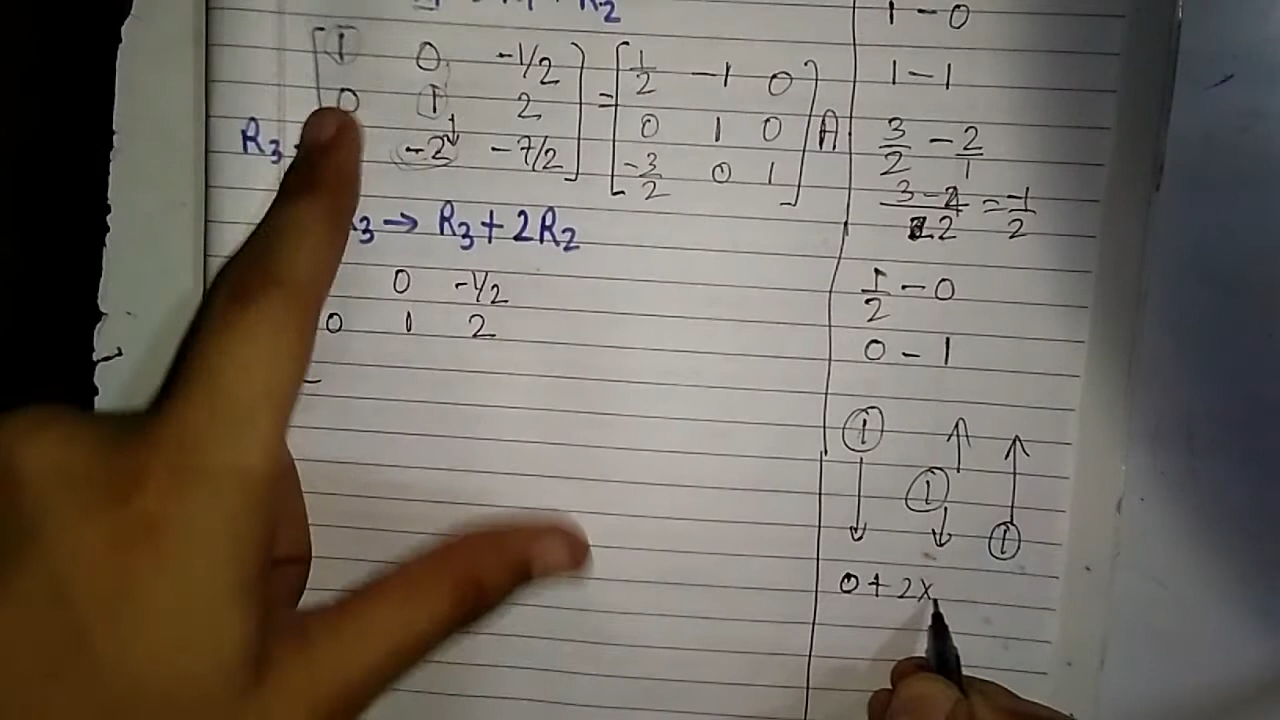 R2
1 0 -1/2 1/2 -1 0
0 1 2 = 0 1 0 A
R3 -2 -7/2 -3/2 0 1
3 → R3 + 2R2
0 -1/2
0 1 2
1 - 0
1 - 1
3/2 - 2/1
3-4/2 = -1/2
1/2 - 0
0 - 1
1
1
1
0 + 2x